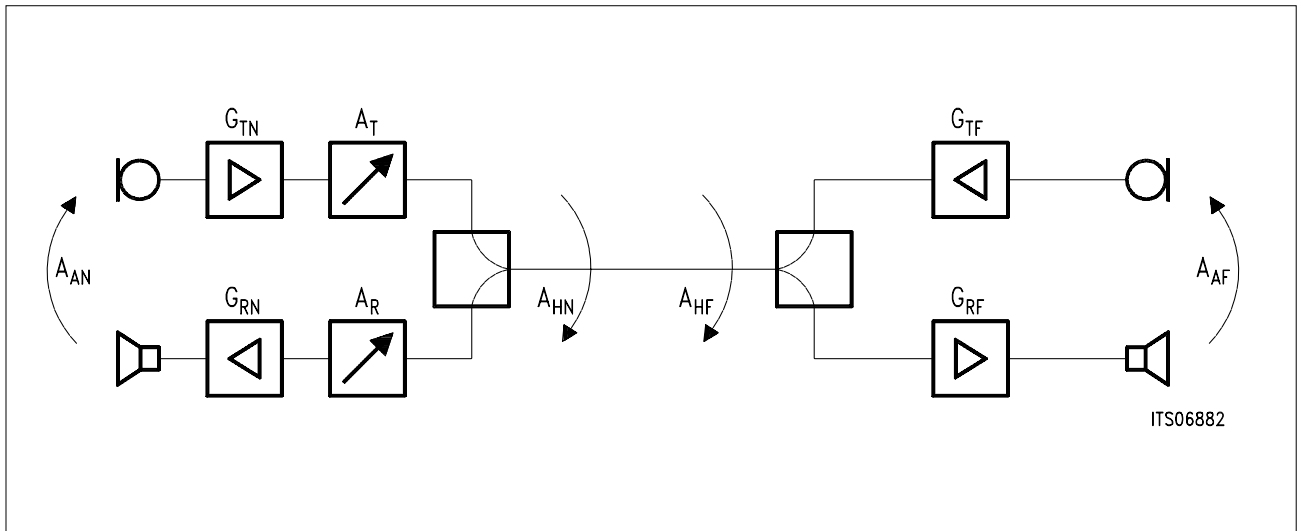 G_TN
A_T
G_TF
A_AN
A_HN
A_HF
A_AF
G_RN
A_R
G_RF
ITS06882